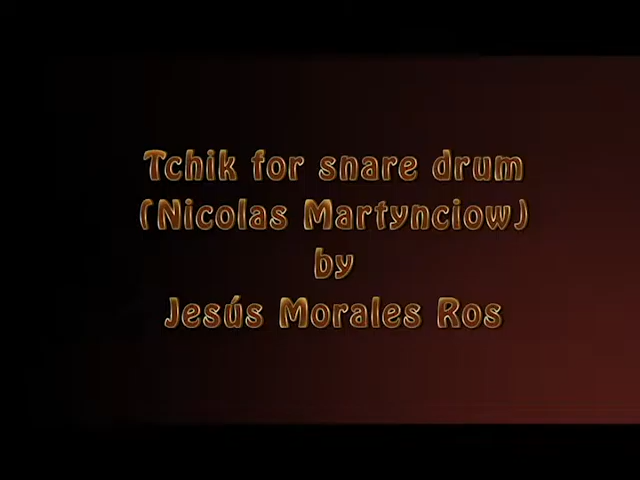 Tchik for snare drum
(Nicolas Martynciow)
by
Jesús Morales Ros